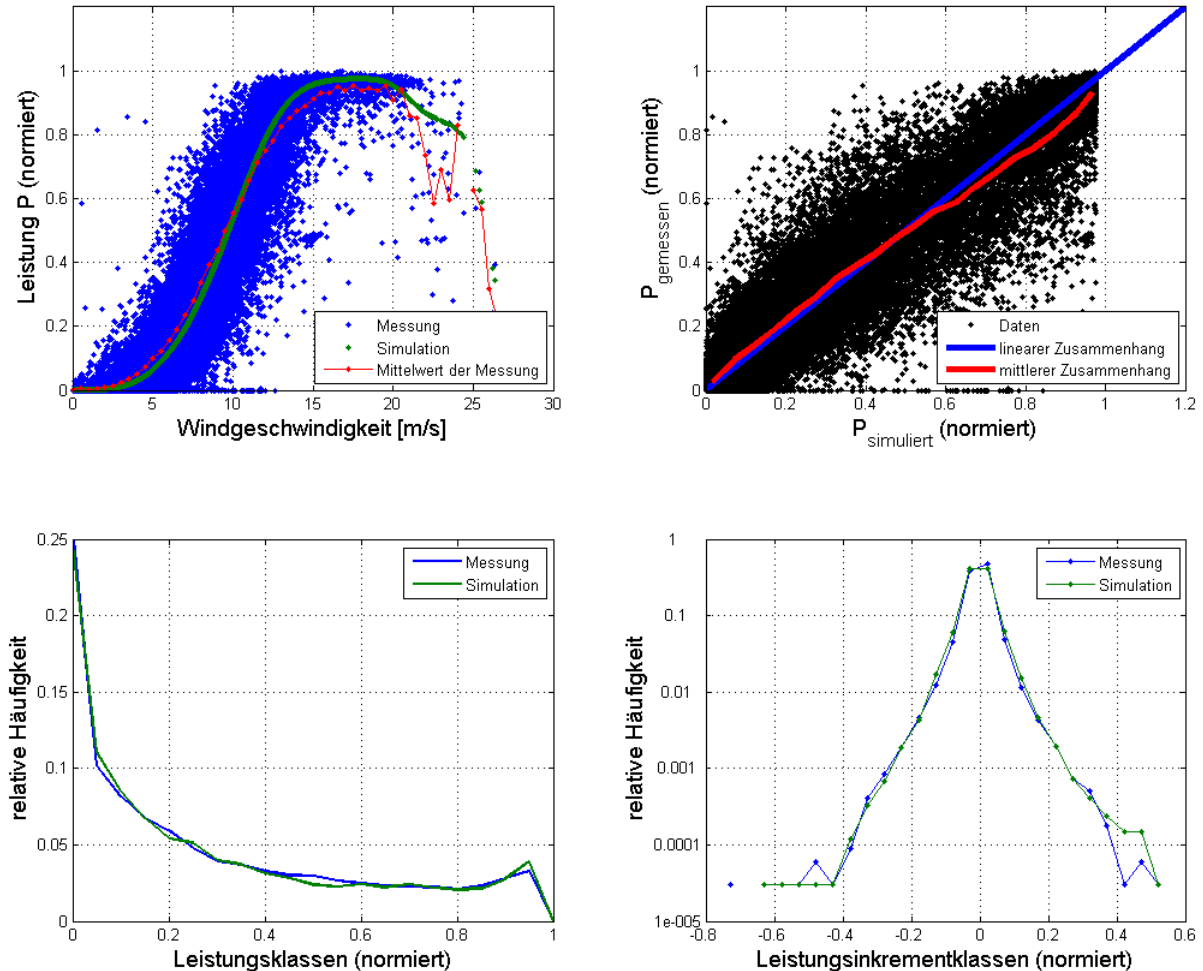 1
0.8
0.6
0.4
0.2
0
Leistung P (normiert)
0
5
10
15
20
25
30
Windgeschwindigkeit [m/s]
Messung
Simulation
Mittelwert der Messung
1.2
1
0.8
0.6
0.4
0.2
0
P gemessen (normiert)
0
0.2
0.4
0.6
0.8
1
1.2
P simuliert (normiert)
Daten
linearer Zusammenhang
mittlerer Zusammenhang
0.25
0.2
0.15
0.1
0.05
0
relative Häufigkeit
0
0.2
0.4
0.6
0.8
1
Leistungsklassen (normiert)
Messung
Simulation
1
0.1
0.01
0.001
0.0001
1e-005
relative Häufigkeit
-0.8
-0.6
-0.4
-0.2
0
0.2
0.4
0.6
Leistungsinkrementklassen (normiert)
Messung
Simulation